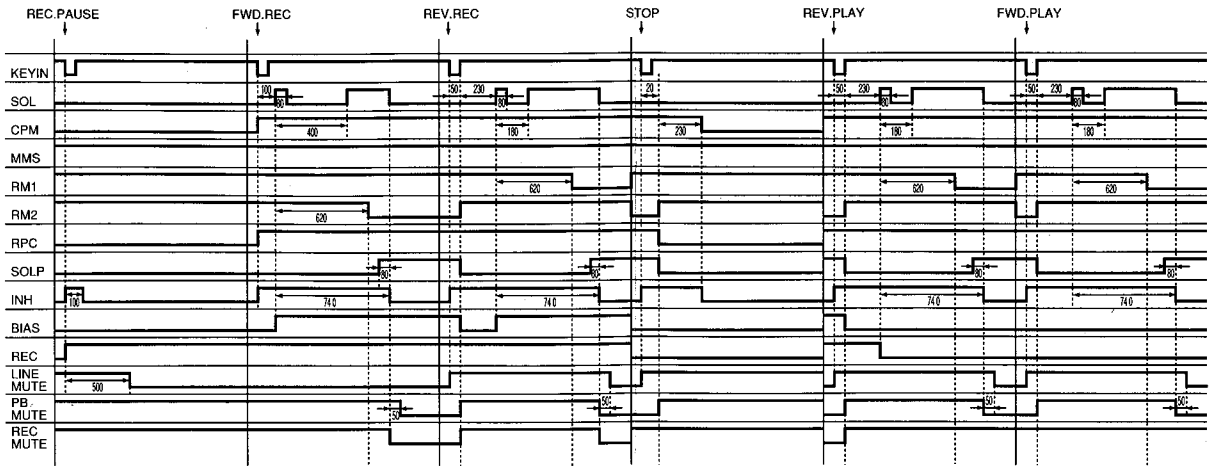 REC.PAUSE FWD.REC REV.REC STOP REV.PLAY FWD.PLAY
KEYIN
100 50 230 20 50 230 50 230
SOL 80 80 80 80
CPM 400 180 230 180 180
MMS
RM1 620 620 620
RM2 620
RPC
SOLP 80 80 80 80
INH 100 740 740 740 740
BIAS
REC
LINE
MUTE 500
PB
MUTE 50 50 50 50
REC
MUTE